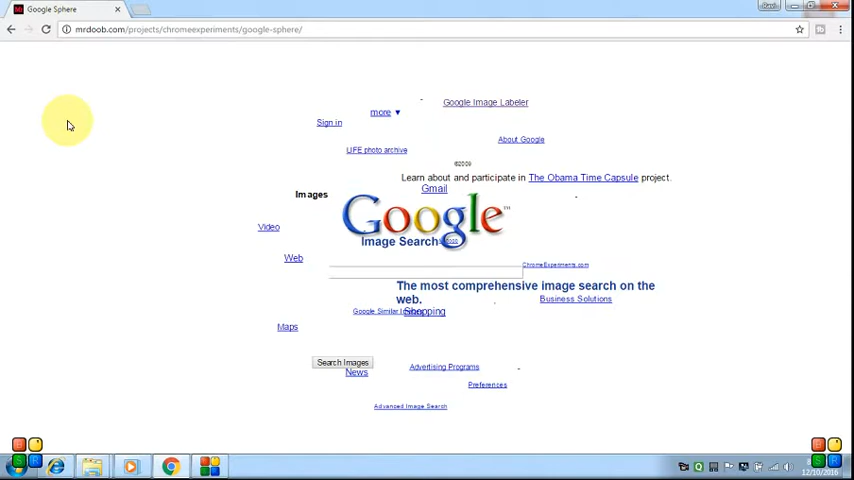 Google Sphere
mrdoob.com/projects/chromeexperiments/google-sphere/
Google Image Labeler
more ▼
Sign in
About Google
LIFE photo archive
©2009
Learn about and participate in The Obama Time Capsule project.
Gmail
Images
Google™
Video
Image Search
Web
ChromeExperiments.com
The most comprehensive image search on the
web.
Business Solutions
Google Similar
Shopping
Maps
Search Images
Advertising Programs
News
Preferences
Advanced Image Search
12/10/2016